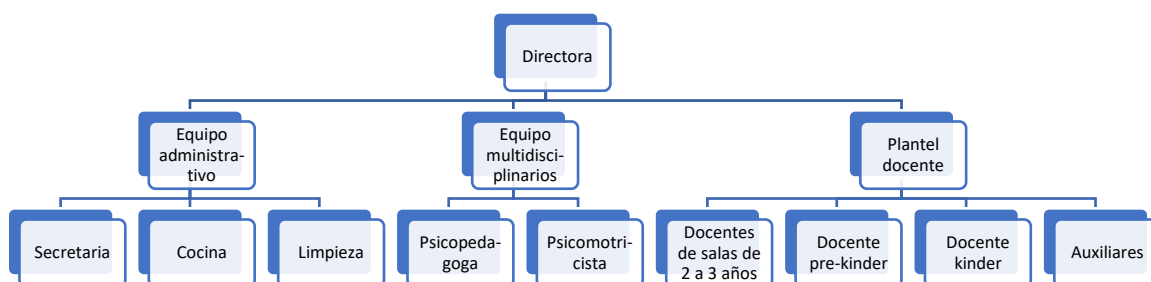 Directora
Equipo
administra-
tivo
Equipo
multidisci-
plinarios
Plantel
docente
Secretaria
Cocina
Limpieza
Psicopeda-
goga
Psicomotri-
cista
Docentes
de salas de
2 a 3 años
Docente
pre-kinder
Docente
kinder
Auxiliares